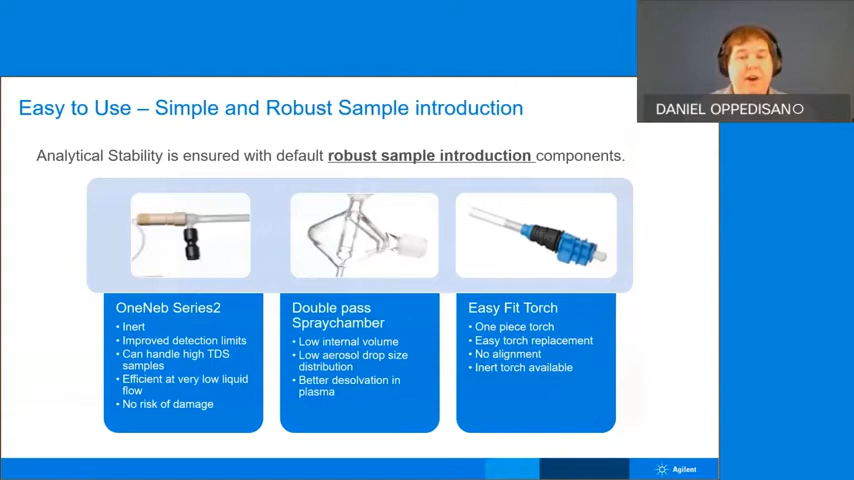 Easy to Use – Simple and Robust Sample introduction
DANIEL OPPEDISANO
Analytical Stability is ensured with default robust sample introduction components.
OneNeb Series2
• Inert
• Improved detection limits
• Can handle high TDS
samples
• Efficient at very low liquid
flow
• No risk of damage
Double pass
Spraychamber
• Low internal volume
• Low aerosol drop size
distribution
• Better desolvation in
plasma
Easy Fit Torch
• One piece torch
• Easy torch replacement
• No alignment
• Inert torch available
Agilent